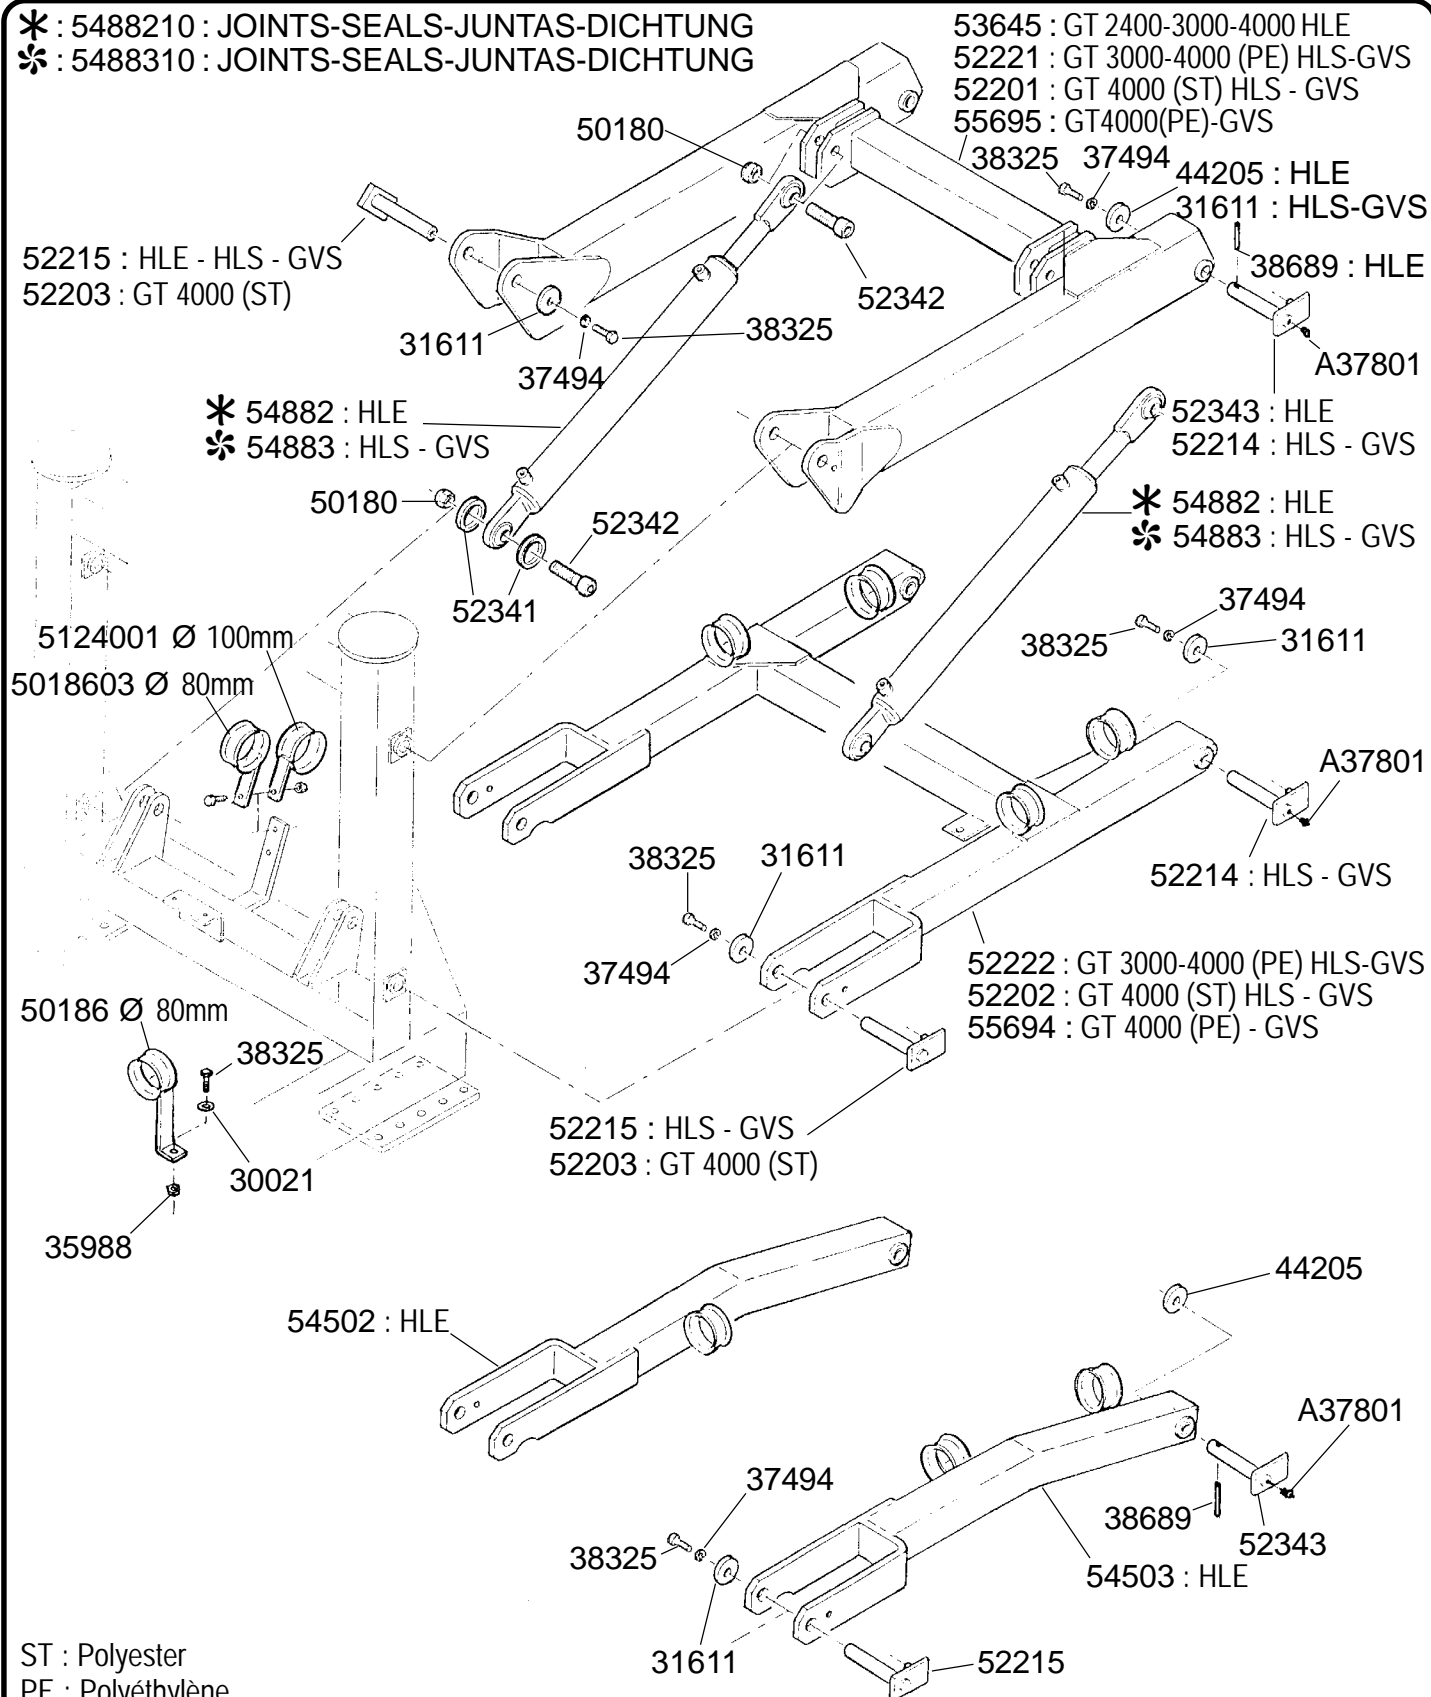 * : 5488210 : JOINTS-SEALS-JUNTAS-DICHTUNG
✻ : 5488310 : JOINTS-SEALS-JUNTAS-DICHTUNG
53645 : GT 2400-3000-4000 HLE
52221 : GT 3000-4000 (PE) HLS-GVS
52201 : GT 4000 (ST) HLS - GVS
55695 : GT4000(PE)-GVS
50180
38325
37494
44205 : HLE
31611 : HLS-GVS
52215 : HLE - HLS - GVS
52203 : GT 4000 (ST)
38689 : HLE
52342
31611
38325
37494
A37801
* 54882 : HLE
✻ 54883 : HLS - GVS
52343 : HLE
52214 : HLS - GVS
50180
52342
* 54882 : HLE
✻ 54883 : HLS - GVS
52341
37494
38325
31611
5124001 Ø 100mm
5018603 Ø 80mm
A37801
38325
31611
52214 : HLS - GVS
37494
52222 : GT 3000-4000 (PE) HLS-GVS
52202 : GT 4000 (ST) HLS - GVS
55694 : GT 4000 (PE) - GVS
50186 Ø 80mm
38325
52215 : HLS - GVS
52203 : GT 4000 (ST)
30021
35988
44205
54502 : HLE
A37801
37494
38689
52343
38325
54503 : HLE
31611
52215
ST : Polyester
PE : Polyéthylène